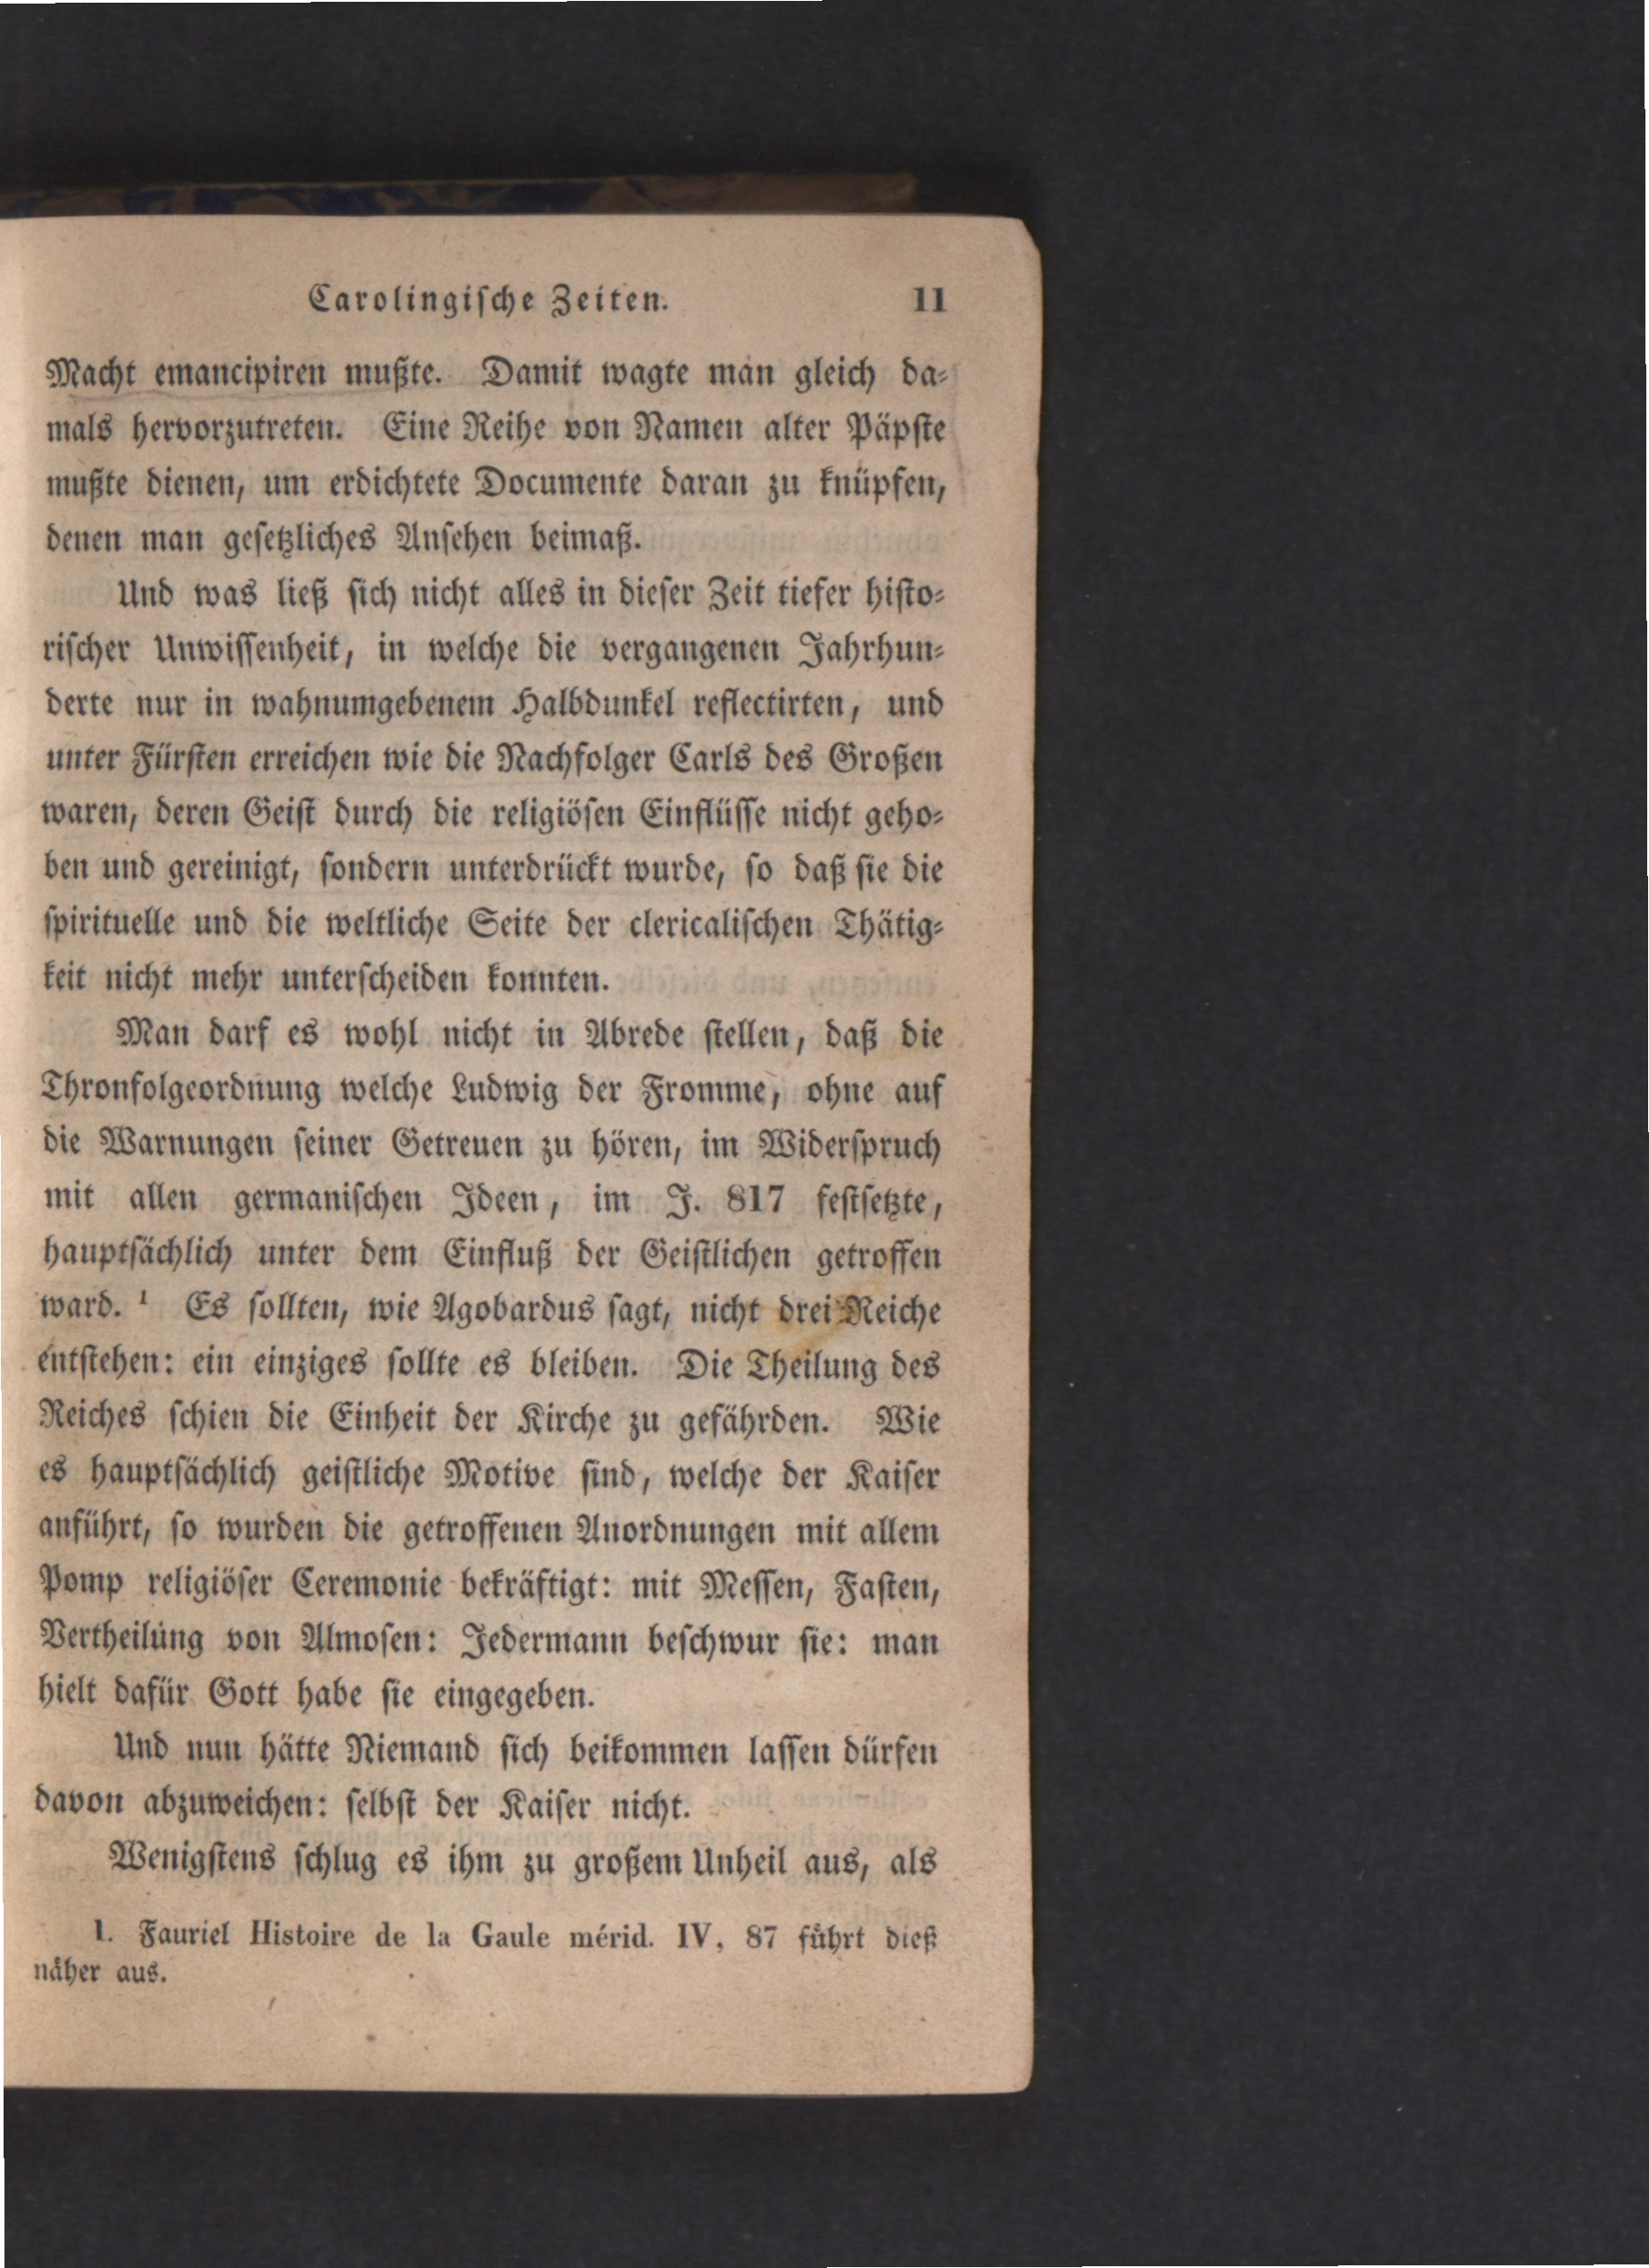 Carolingische Zeiten. 11
Macht emancipiren mußte. Damit wagte man gleich da-
mals hervorzutreten. Eine Reihe von Namen alter Päpste
mußte dienen, um erdichtete Documente daran zu knüpfen,
denen man gesetzliches Ansehen beimaß.
Und was ließ sich nicht alles in dieser Zeit tiefer histo-
rischer Unwissenheit, in welche die vergangenen Jahrhun-
derte nur in wahnumgebenem Halbdunkel reflectirten, und
unter Fürsten erreichen wie die Nachfolger Carls des Großen
waren, deren Geist durch die religiösen Einflüsse nicht geho-
ben und gereinigt, sondern unterdrückt wurde, so daß sie die
spirituelle und die weltliche Seite der clericalischen Thätig-
keit nicht mehr unterscheiden konnten.
Man darf es wohl nicht in Abrede stellen, daß die
Thronfolgeordnung welche Ludwig der Fromme, ohne auf
die Warnungen seiner Getreuen zu hören, im Widerspruch
mit allen germanischen Ideen, im J. 817 festsetzte,
hauptsächlich unter dem Einfluß der Geistlichen getroffen
ward. ¹ Es sollten, wie Agobardus sagt, nicht drei Reiche
entstehen: ein einziges sollte es bleiben. Die Theilung des
Reiches schien die Einheit der Kirche zu gefährden. Wie
es hauptsächlich geistliche Motive sind, welche der Kaiser
anführt, so wurden die getroffenen Anordnungen mit allem
Pomp religiöser Ceremonie bekräftigt: mit Messen, Fasten,
Vertheilung von Almosen: Jedermann beschwur sie: man
hielt dafür Gott habe sie eingegeben.
Und nun hätte Niemand sich beikommen lassen dürfen
davon abzuweichen: selbst der Kaiser nicht.
Wenigstens schlug es ihm zu großem Unheil aus, als
1. Fauriel Histoire de la Gaule mérid. IV, 87 führt dieß
näher aus.